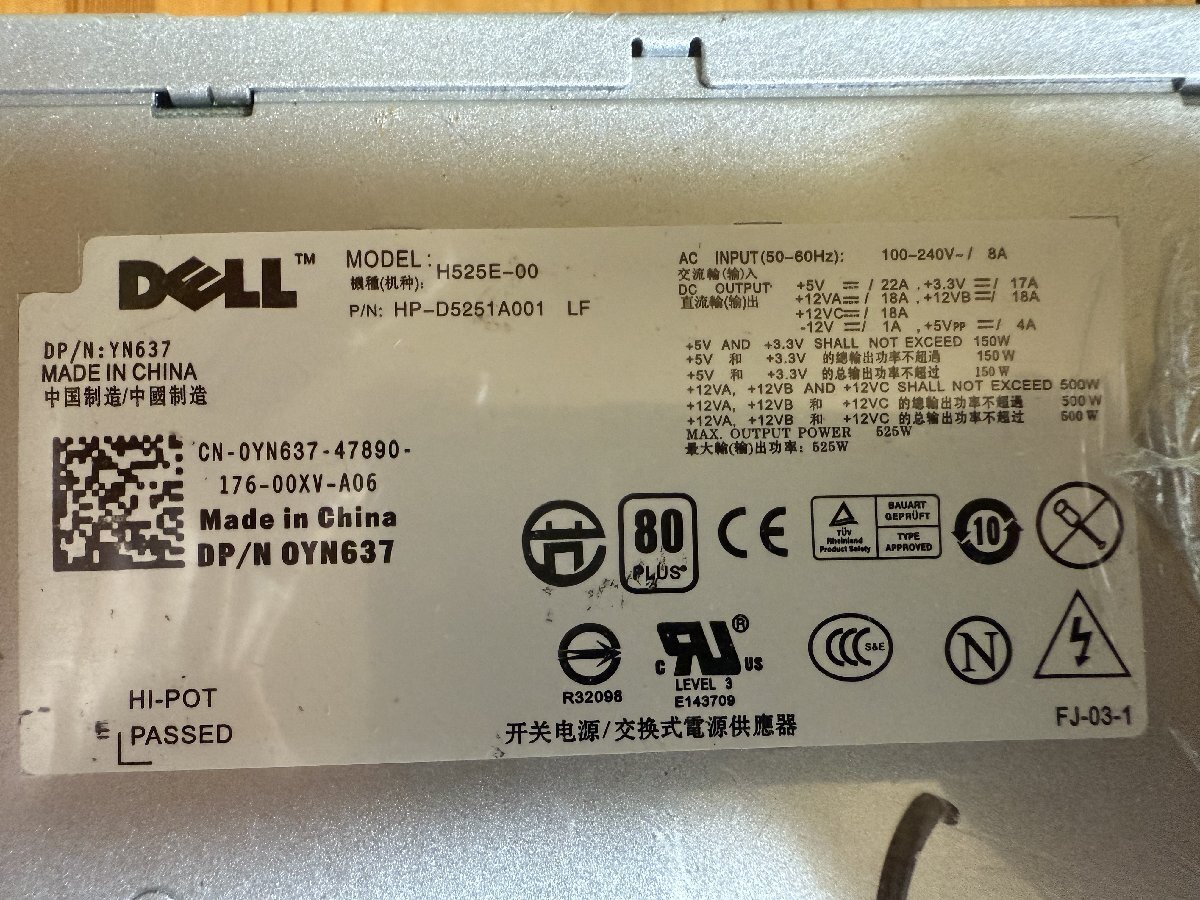 DELL™
MODEL: H525E-00
機種(机种):
P/N: HP-D5251A001 LF
DP/N:YN637
MADE IN CHINA
中国制造/中國制造
CN-0YN637-47890-
176-00XV-A06
Made in China
DP/N 0YN637
HI-POT
PASSED
AC INPUT(50-60Hz): 100-240V~/ 8A
交流輸(输)入
DC OUTPUT +5V ⎓/ 22A , +3.3V ⎓/ 17A
直流輸(输)出 +12VA⎓/ 18A , +12VB⎓/ 18A
+12VC⎓/ 18A
-12V ⎓/ 1A , +5VPP ⎓/ 4A
+5V AND +3.3V SHALL NOT EXCEED 150W
+5V 和 +3.3V 的總輸出功率不超過 150W
+5V 和 +3.3V 的总输出功率不超过 150W
+12VA, +12VB AND +12VC SHALL NOT EXCEED 500W
+12VA, +12VB 和 +12VC 的總輸出功率不超過 500W
+12VA, +12VB 和 +12VC 的总输出功率不超过 500W
MAX. OUTPUT POWER 525W
最大輸(输)出功率: 525W
80
PLUS®
CE
TÜV
Rheinland
Product Safety
BAUART
GEPRÜFT
TYPE
APPROVED
10
R32098
c RU® US
LEVEL 3
E143709
CCC S&E
N
开关电源/交换式電源供應器
FJ-03-1